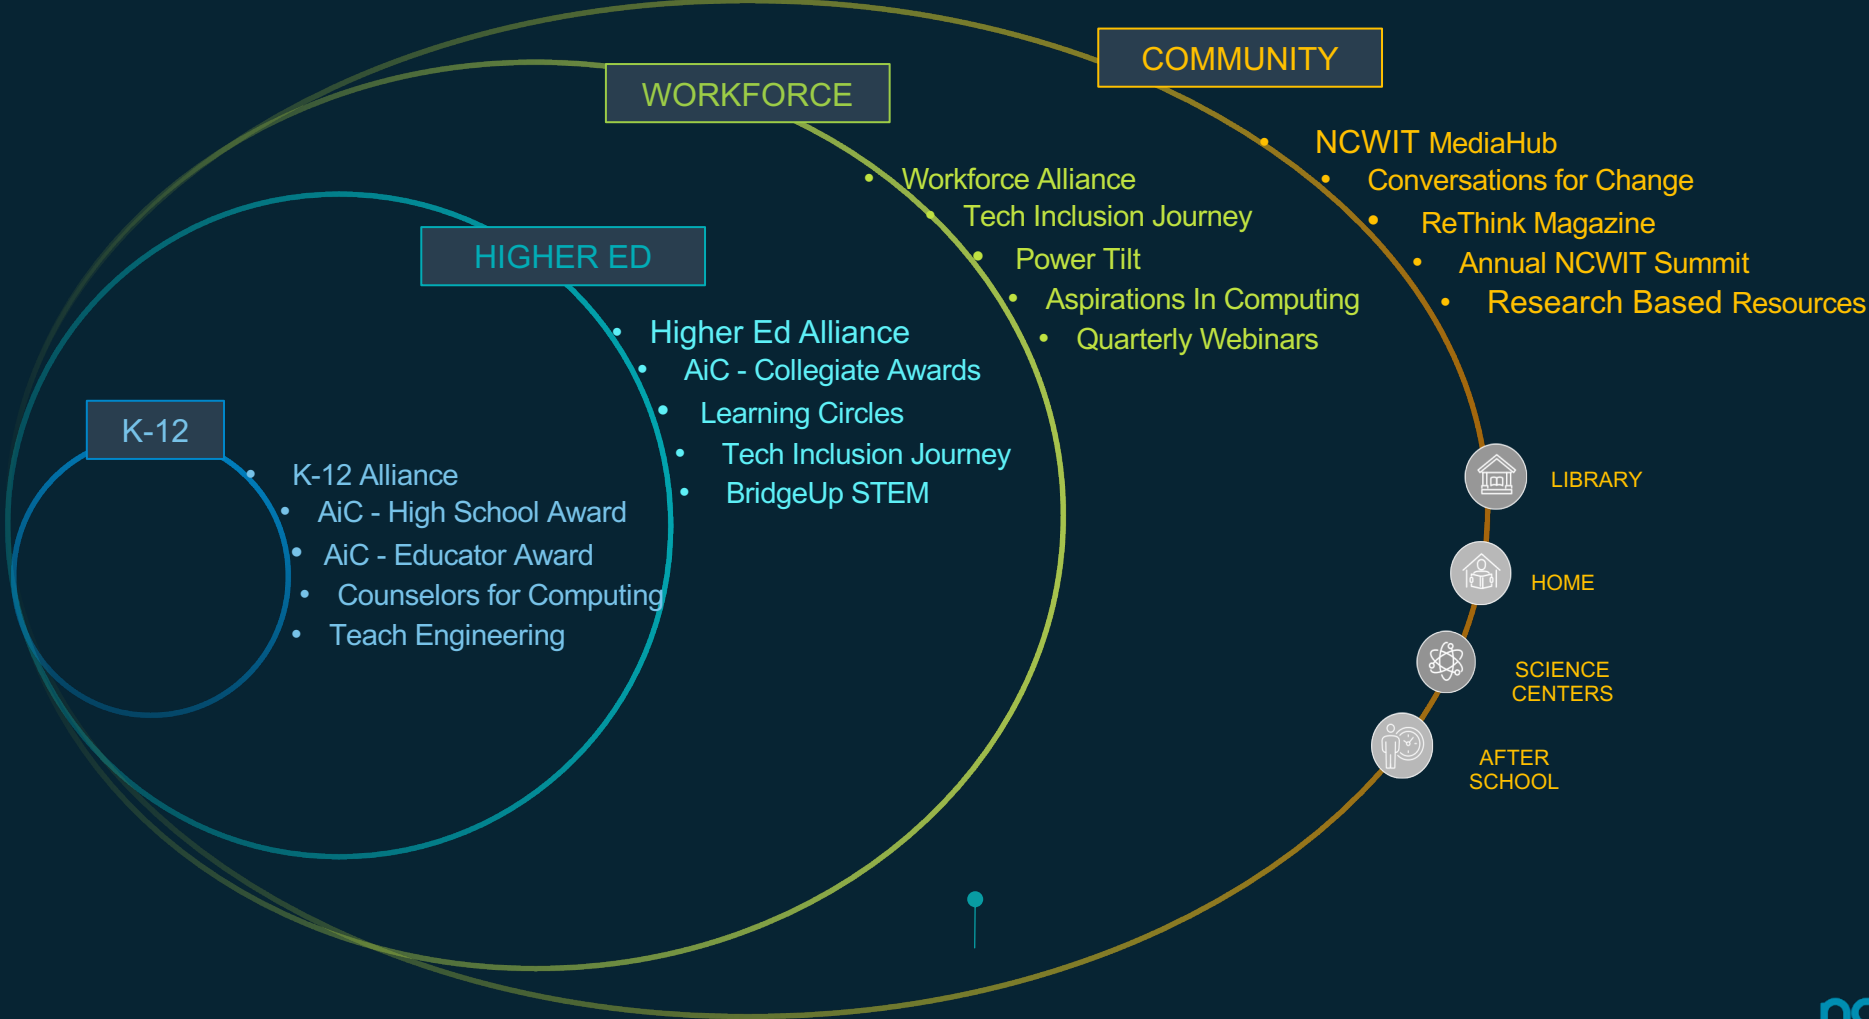 COMMUNITY
WORKFORCE
HIGHER ED
K-12
• NCWIT MediaHub
• Conversations for Change
• ReThink Magazine
• Annual NCWIT Summit
• Research Based Resources
• Workforce Alliance
• Tech Inclusion Journey
• Power Tilt
• Aspirations In Computing
• Quarterly Webinars
• Higher Ed Alliance
• AiC - Collegiate Awards
• Learning Circles
• Tech Inclusion Journey
• BridgeUp STEM
• K-12 Alliance
• AiC - High School Award
• AiC - Educator Award
• Counselors for Computing
• Teach Engineering
LIBRARY
HOME
SCIENCE
CENTERS
AFTER
SCHOOL